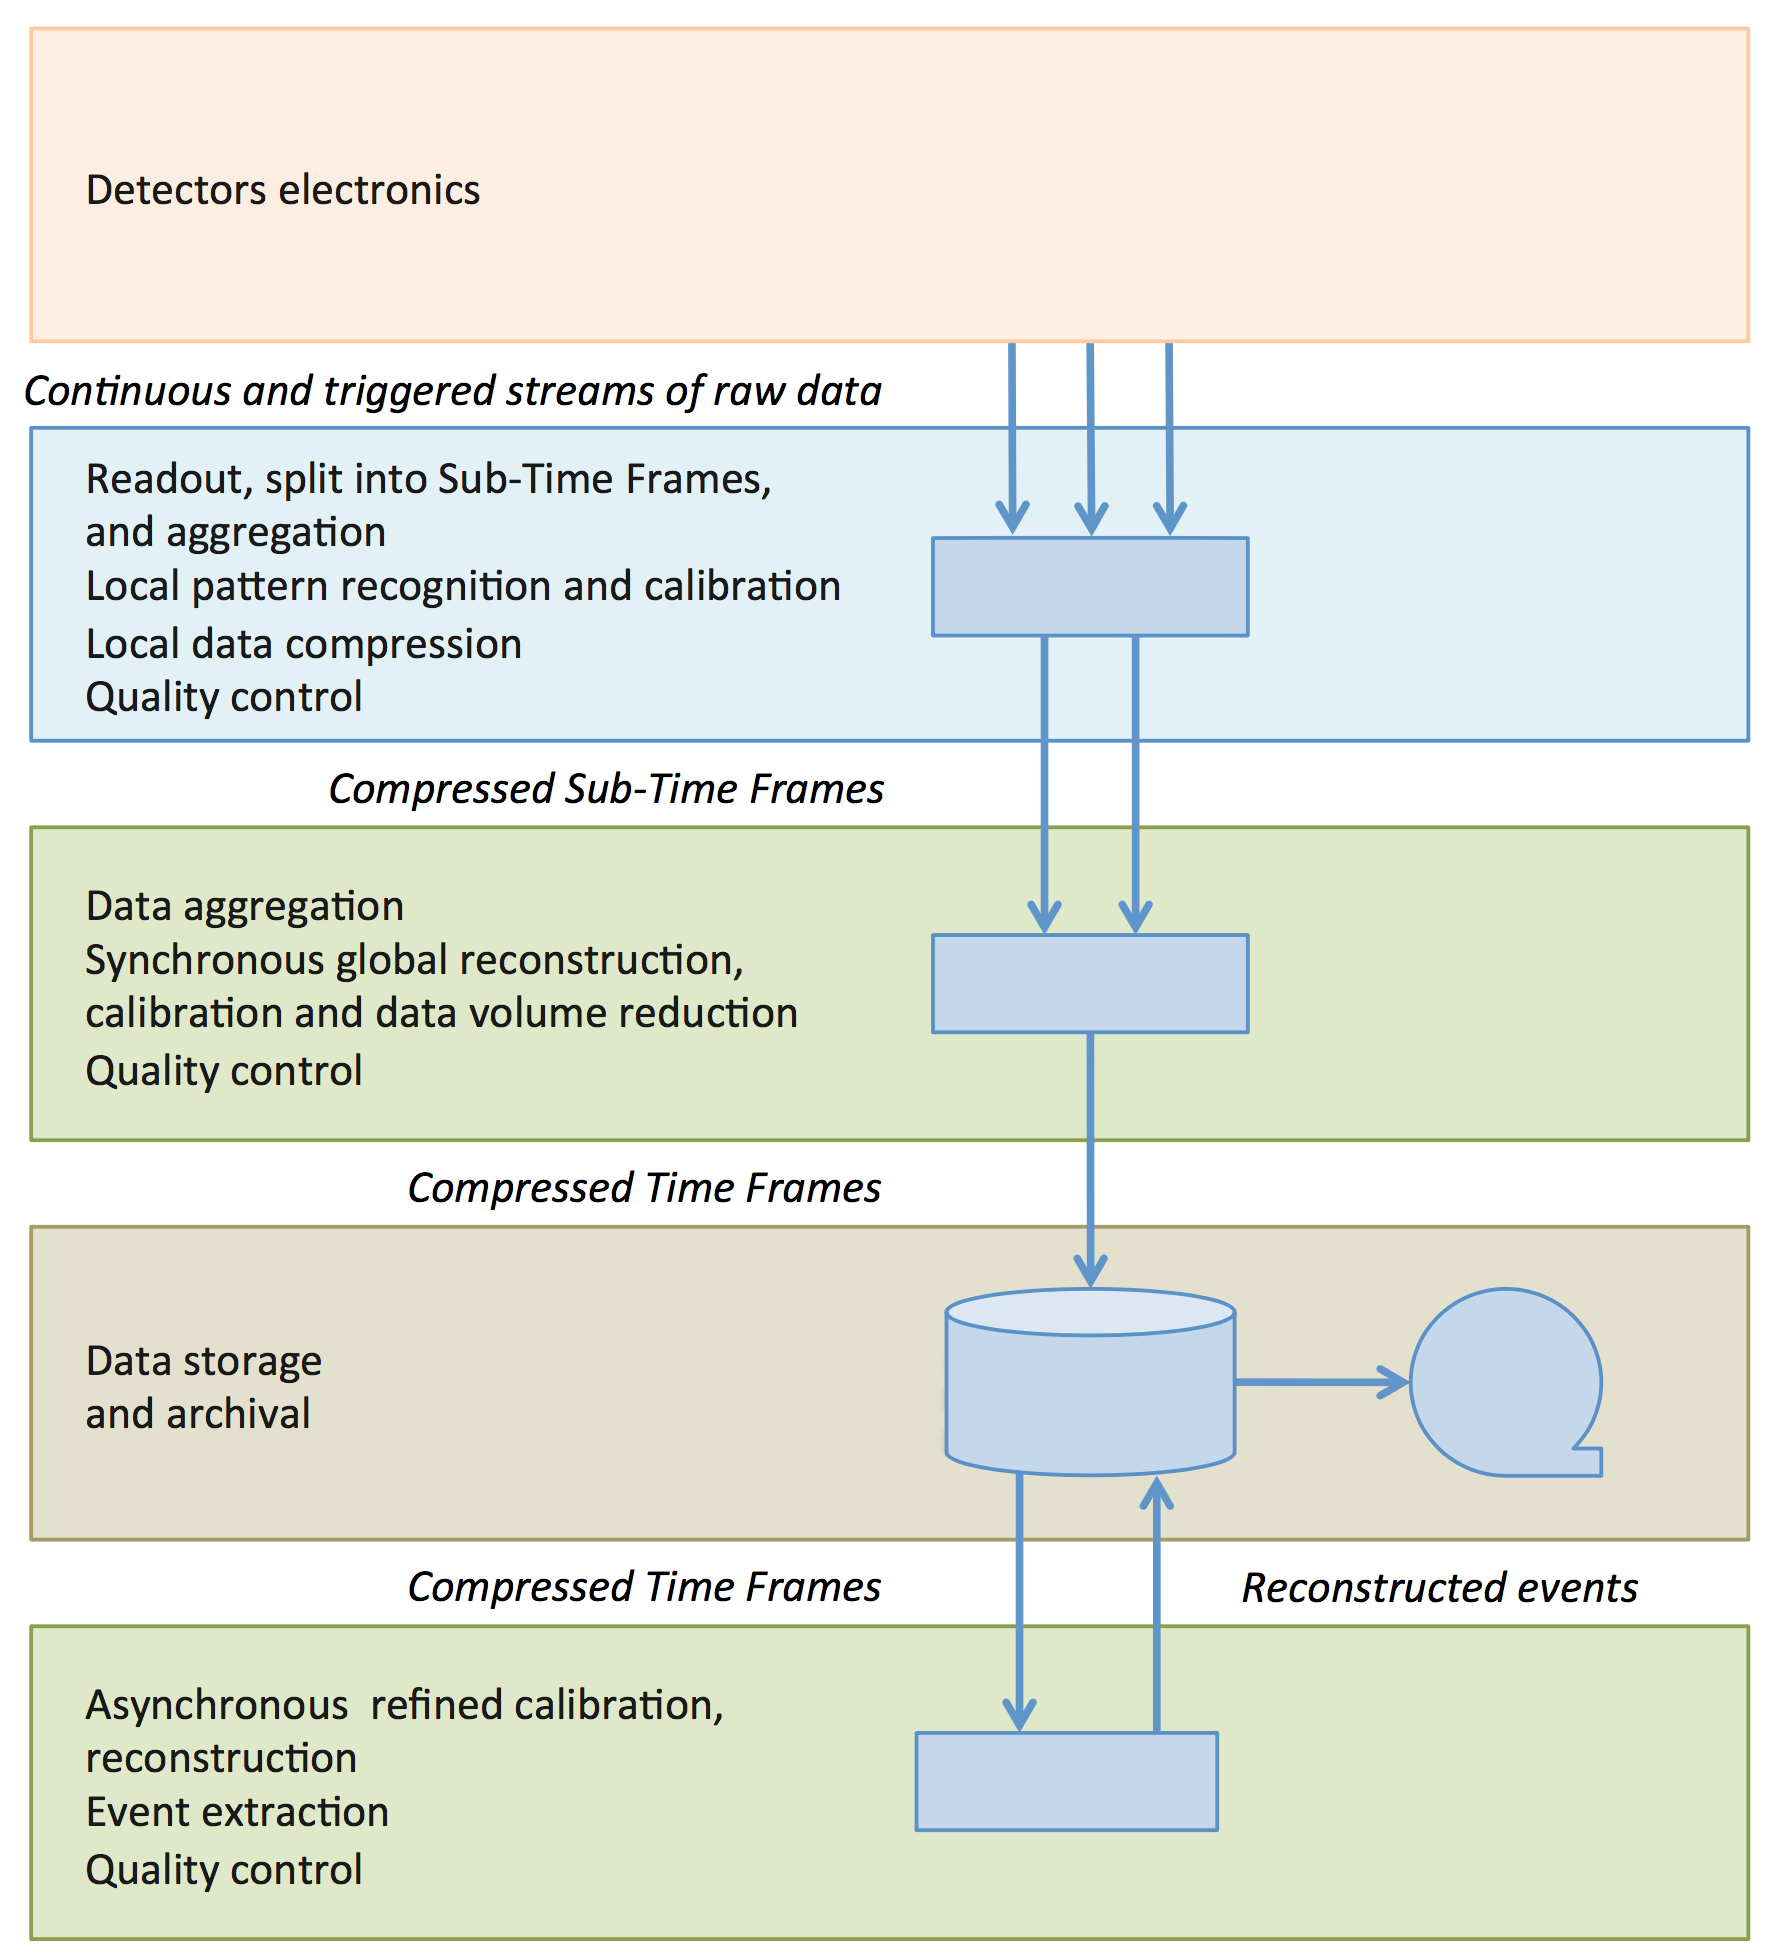 Detectors electronics
Continuous and triggered streams of raw data
Readout, split into Sub-Time Frames,
and aggregation
Local pattern recognition and calibration
Local data compression
Quality control
Compressed Sub-Time Frames
Data aggregation
Synchronous global reconstruction,
calibration and data volume reduction
Quality control
Compressed Time Frames
Data storage
and archival
Compressed Time Frames
Reconstructed events
Asynchronous  refined calibration,
reconstruction
Event extraction
Quality control